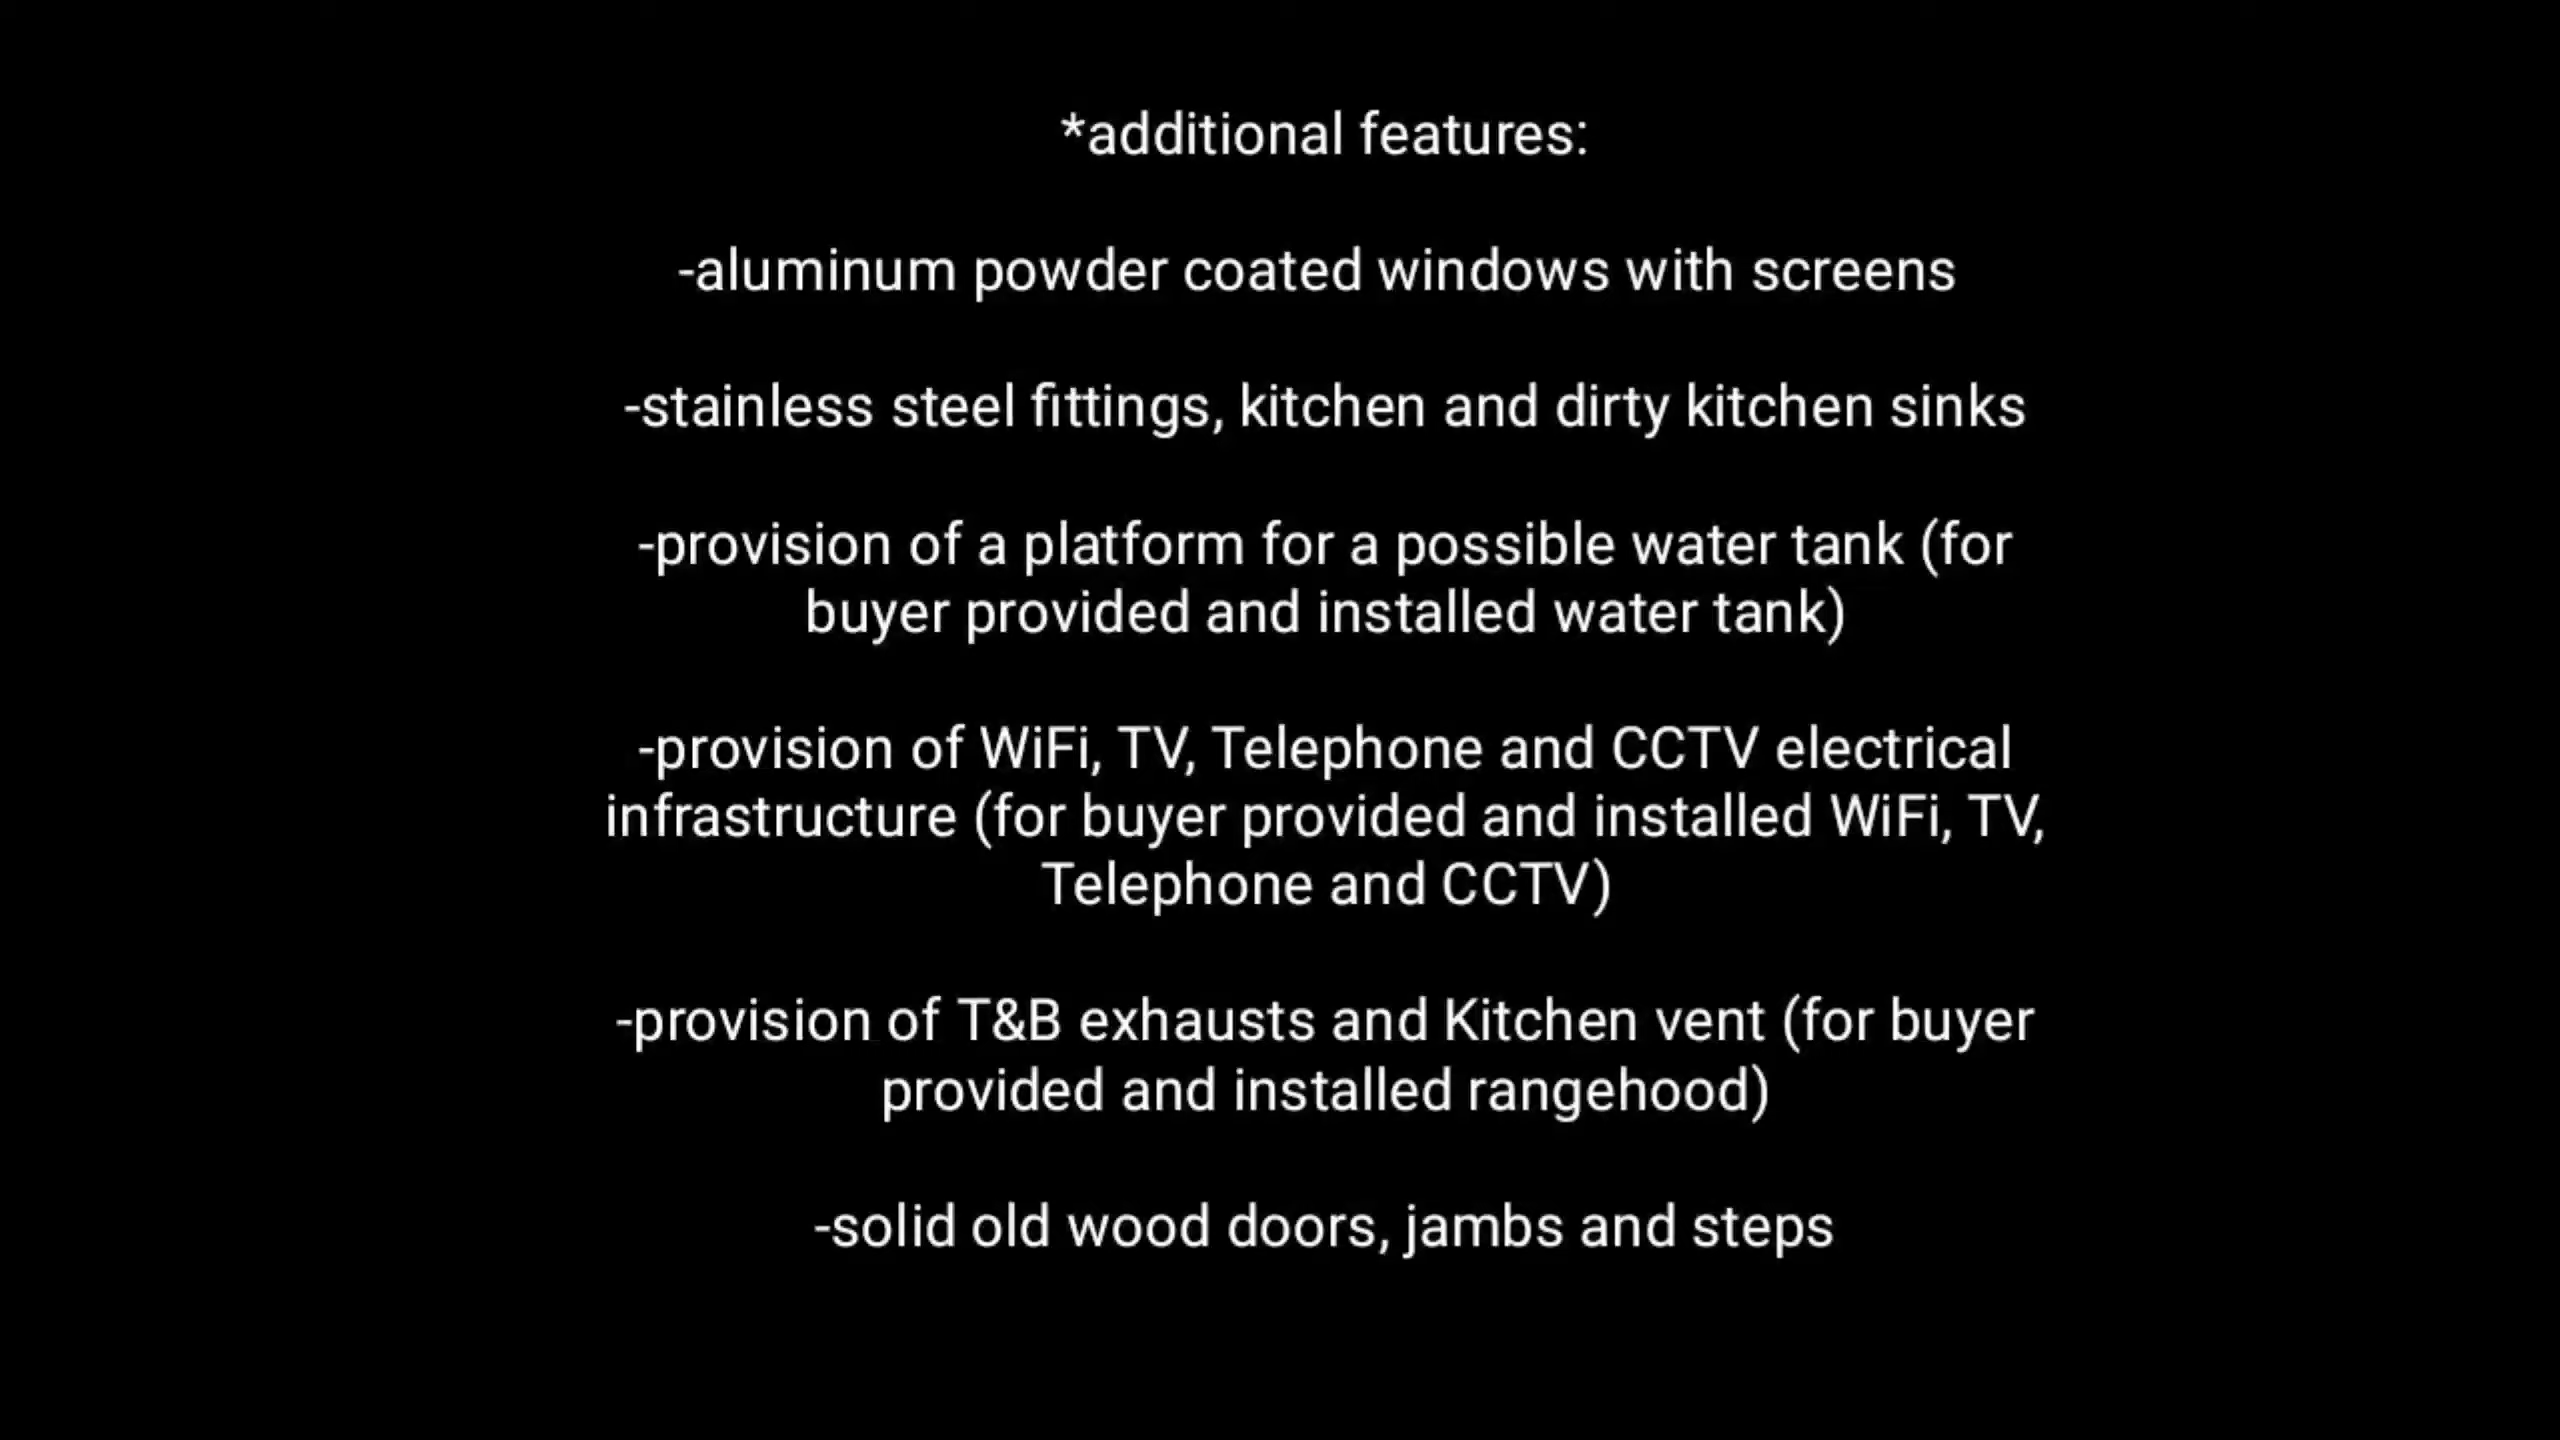 *additional features:
-aluminum powder coated windows with screens
-stainless steel fittings, kitchen and dirty kitchen sinks
-provision of a platform for a possible water tank (for
buyer provided and installed water tank)
-provision of WiFi, TV, Telephone and CCTV electrical
infrastructure (for buyer provided and installed WiFi, TV,
Telephone and CCTV)
-provision of T&B exhausts and Kitchen vent (for buyer
provided and installed rangehood)
-solid old wood doors, jambs and steps